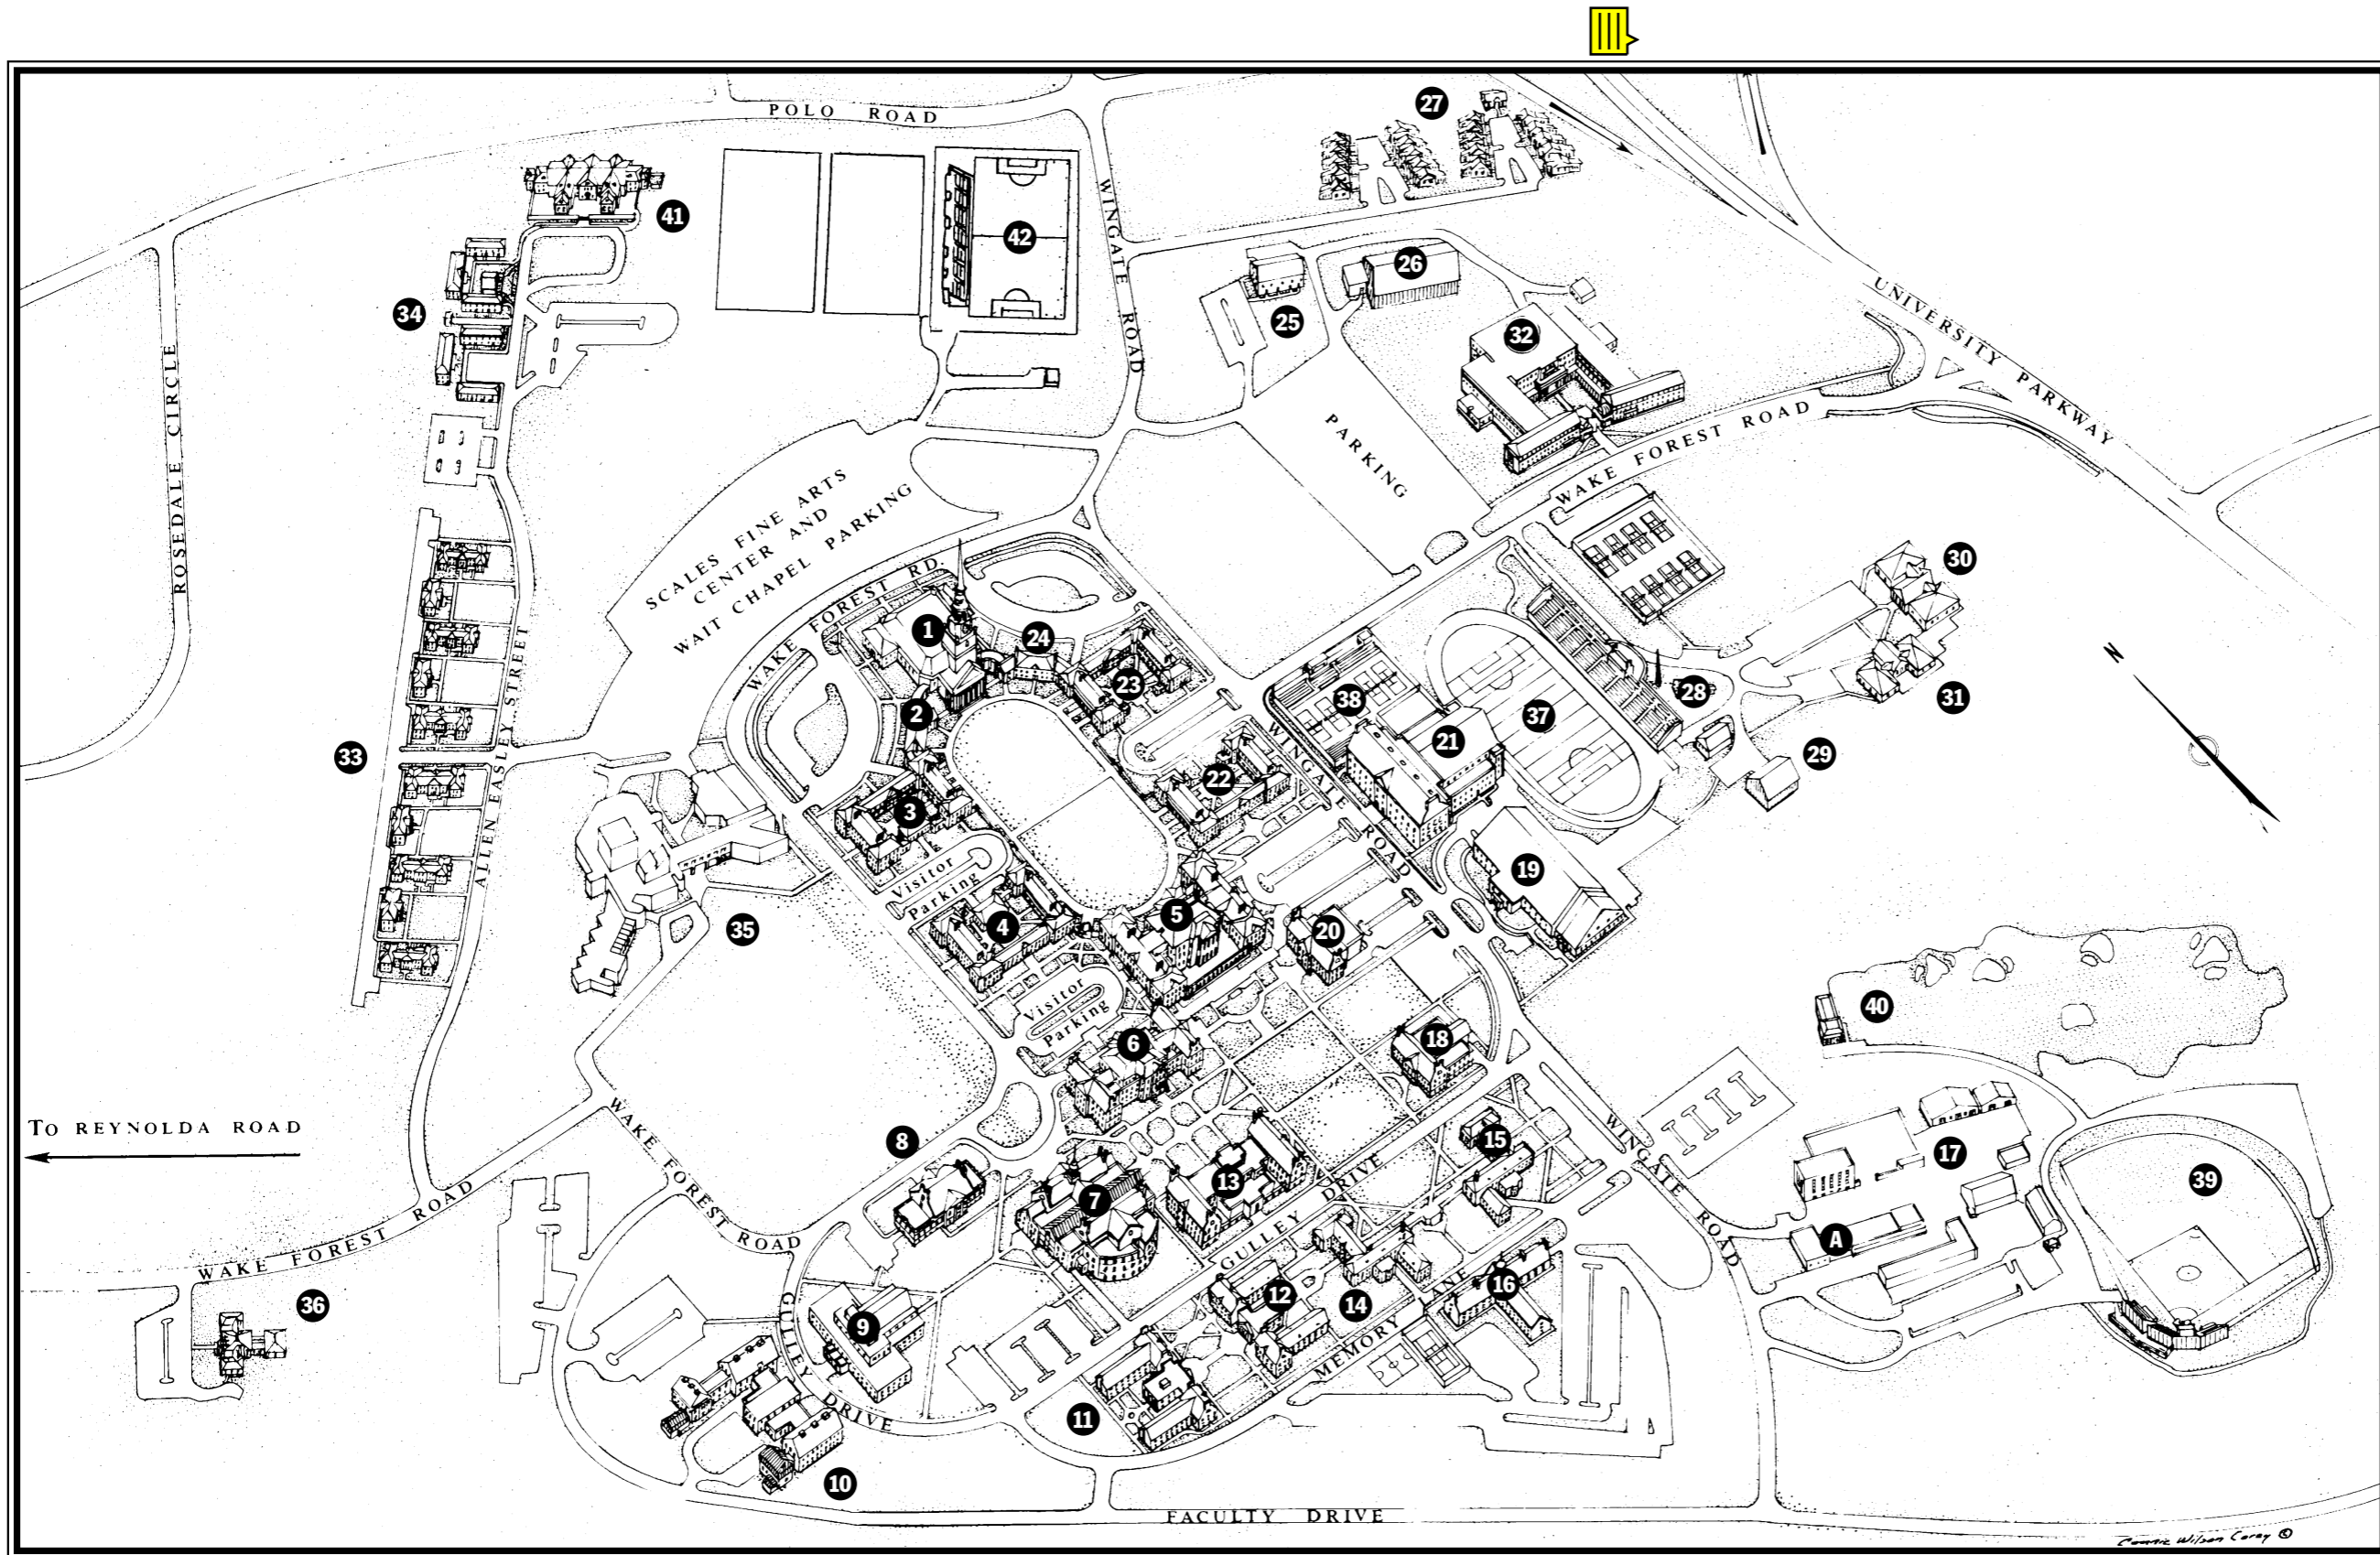 POLO ROAD
27
WINGATE ROAD
41
42
26
34
25
32
UNIVERSITY PARKWAY
ROSEDALE CIRCLE
PARKING
WAKE FOREST ROAD
SCALES FINE ARTS
CENTER AND
WAIT CHAPEL PARKING
WAKE FOREST RD.
30
1
24
N
23
28
31
38
37
2
21
33
29
22
WINGATE ROAD
ALLEN EASLEY STREET
3
Visitor
Parking
19
5
4
35
20
Visitor
Parking
40
18
6
TO REYNOLDA ROAD
WAKE FOREST ROAD
8
15
WINGATE ROAD
17
13
39
7
GULLEY DRIVE
A
WAKE FOREST ROAD
36
12
14
16
MEMORY LANE
9
GULLEY DRIVE
11
10
FACULTY DRIVE
Connie Wilson Corey ©